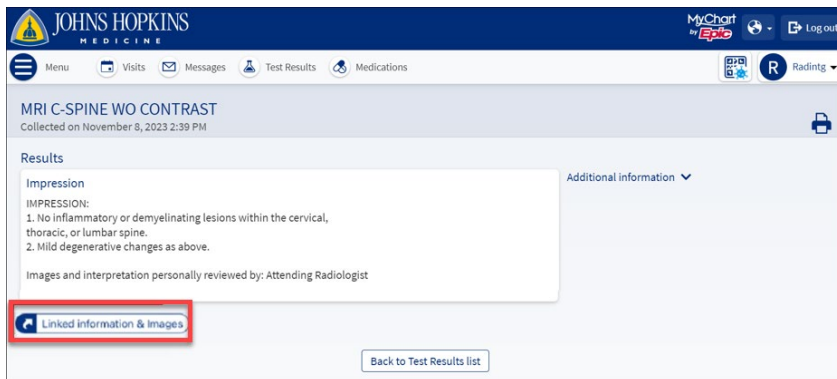 JOHNS HOPKINS
MEDICINE
MyChart
by Epic
Log out
Menu
Visits
Messages
Test Results
Medications
R
Radintg
MRI C-SPINE WO CONTRAST
Collected on November 8, 2023 2:39 PM
Results
Impression
IMPRESSION:
1. No inflammatory or demyelinating lesions within the cervical,
thoracic, or lumbar spine.
2. Mild degenerative changes as above.
Images and interpretation personally reviewed by: Attending Radiologist
Additional information
Linked information & Images
Back to Test Results list